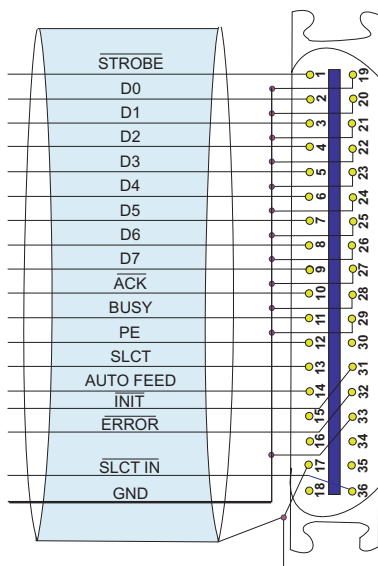 STROBE
D0
D1
D2
D3
D4
D5
D6
D7
ACK
BUSY
PE
SLCT
AUTO FEED
INIT
ERROR
SLCT IN
GND
1 19
2 20
3 21
4 22
5 23
6 24
7 25
8 26
9 27
10 28
11 29
12 30
13 31
14 32
15 33
16 34
17 35
18 36